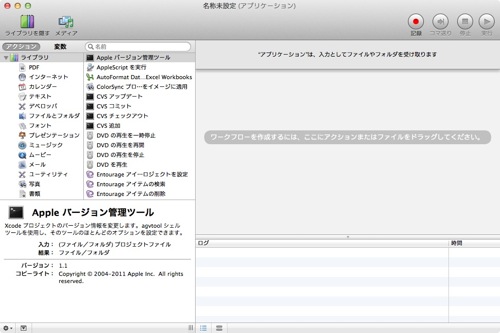 名称未設定 (アプリケーション)
ライブラリを隠す メディア
記録 コマ送り 停止 実行
アクション 変数 名前
ライブラリ
PDF
インターネット
カレンダー
テキスト
デベロッパ
ファイルとフォルダ
フォント
プレゼンテーション
ミュージック
ムービー
メール
ユーティリティ
写真
書類
Apple バージョン管理ツール
AppleScript を実行
AutoFormat Dat...Excel Workbooks
ColorSync プロ…をイメージに適用
CVS アップデート
CVS コミット
CVS チェックアウト
CVS 追加
DVD の再生を一時停止
DVD の再生を再開
DVD の再生を停止
DVD を再生
Entourage アイ…ロジェクトを設定
Entourage アイテムの検索
Entourage アイテムの削除
"アプリケーション"は、入力としてファイルやフォルダを受け取ります
ワークフローを作成するには、ここにアクションまたはファイルをドラッグしてください。
Apple バージョン管理ツール
Xcode プロジェクトのバージョン情報を変更します。agvtool シェル
ツールを使用し、そのツールのほとんどのオプションを設定できます。
入力： (ファイル／フォルダ) プロジェクトファイル
結果： ファイル／フォルダ
バージョン： 1.1
コピーライト： Copyright © 2004–2011 Apple Inc. All rights
reserved.
ログ 時間